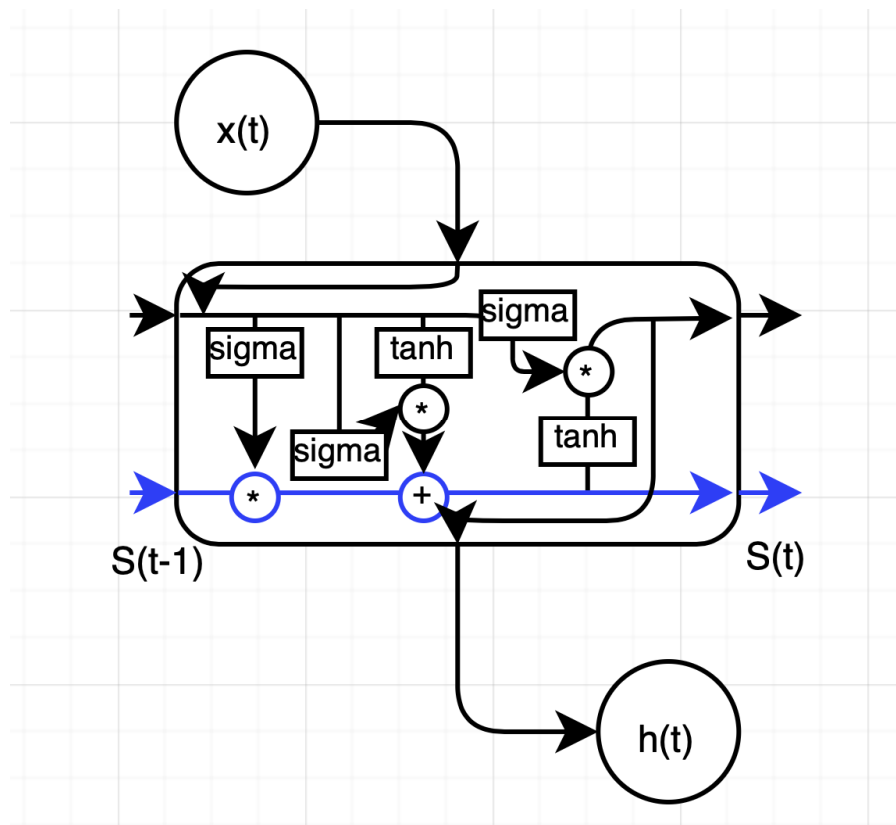 x(t)
sigma
sigma
tanh
*
*
sigma
tanh
*
+
S(t-1)
S(t)
h(t)